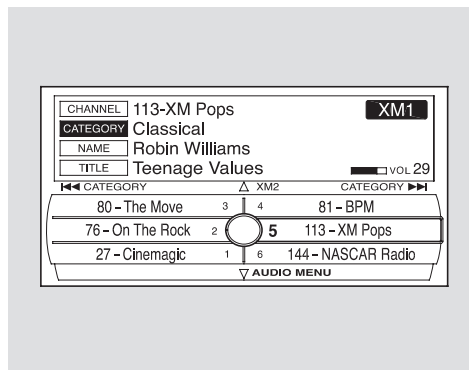 CHANNEL 113-XM Pops XM1
CATEGORY Classical
NAME Robin Williams
TITLE Teenage Values VOL 29
⏮ CATEGORY △ XM2 CATEGORY ⏭
80 – The Move 3 4 81 – BPM
76 – On The Rock 2 5 113 – XM Pops
27 – Cinemagic 1 6 144 – NASCAR Radio
▽ AUDIO MENU